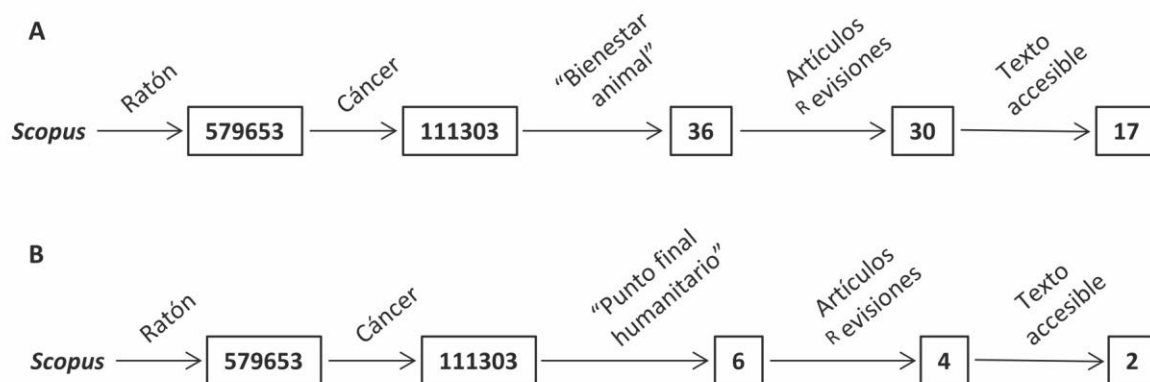 A
Scopus
Ratón
579653
Cáncer
111303
“Bienestar
animal”
36
Artículos
Revisiones
30
Texto
accesible
17
B
Scopus
Ratón
579653
Cáncer
111303
“Punto final
humanitario”
6
Artículos
Revisiones
4
Texto
accesible
2